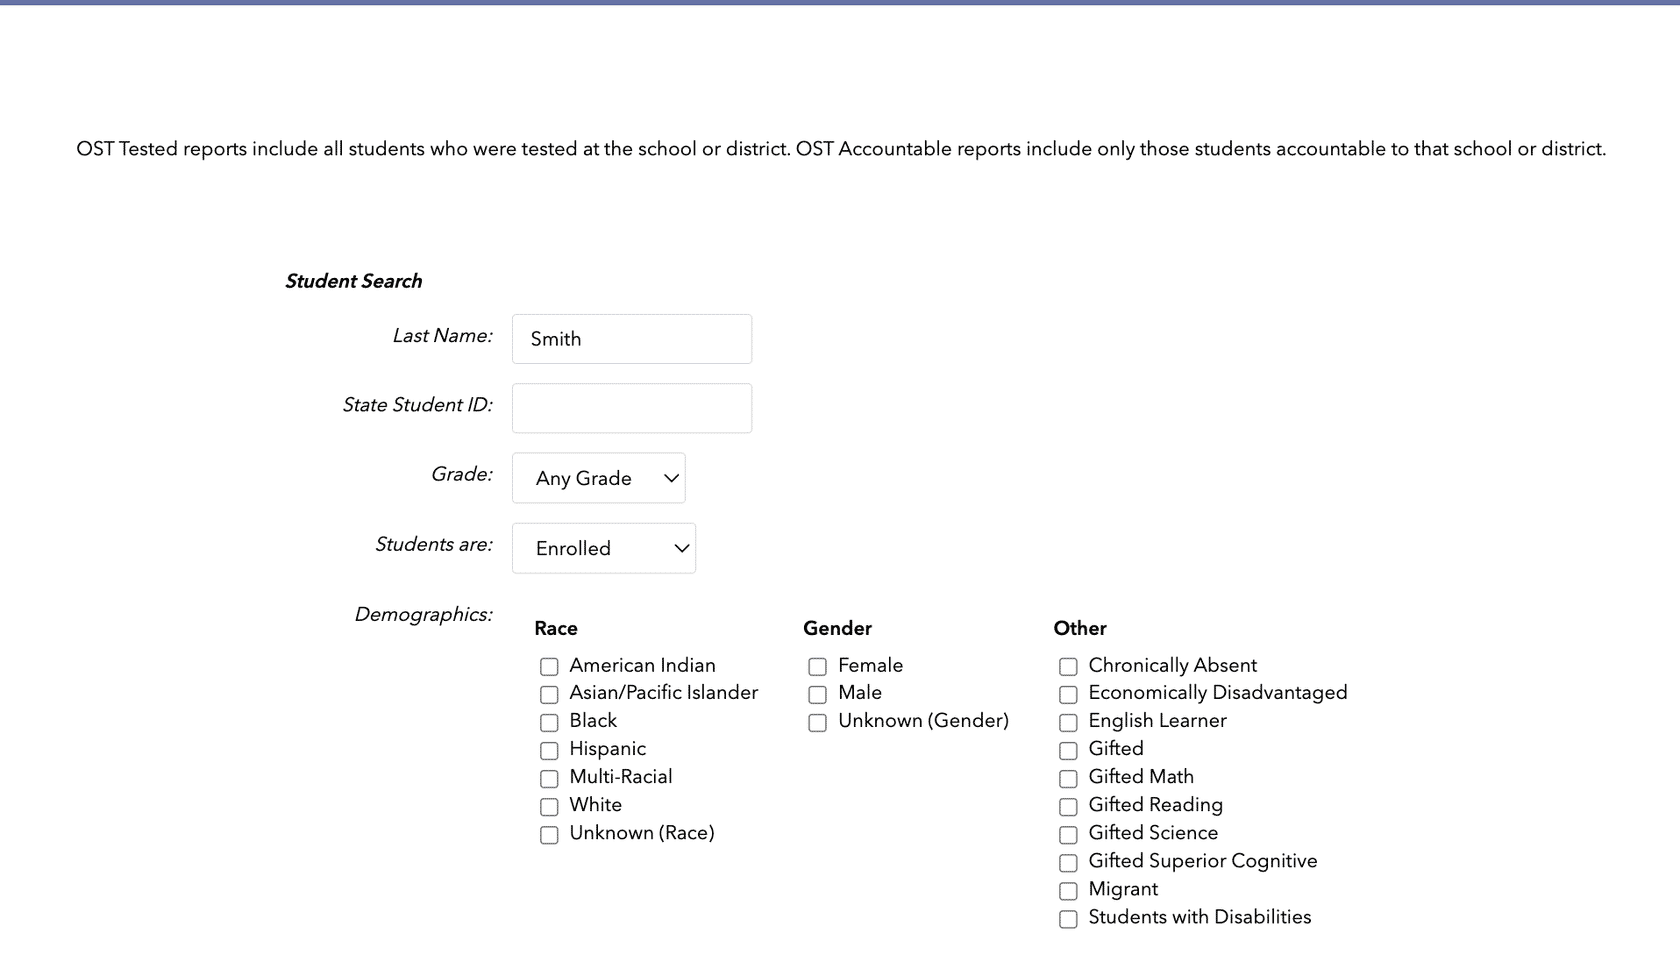 OST Tested reports include all students who were tested at the school or district. OST Accountable reports include only those students accountable to that school or district.
Student Search
Last Name: Smith
State Student ID:
Grade: Any Grade
Students are: Enrolled
Demographics:
Race
American Indian
Asian/Pacific Islander
Black
Hispanic
Multi-Racial
White
Unknown (Race)
Gender
Female
Male
Unknown (Gender)
Other
Chronically Absent
Economically Disadvantaged
English Learner
Gifted
Gifted Math
Gifted Reading
Gifted Science
Gifted Superior Cognitive
Migrant
Students with Disabilities